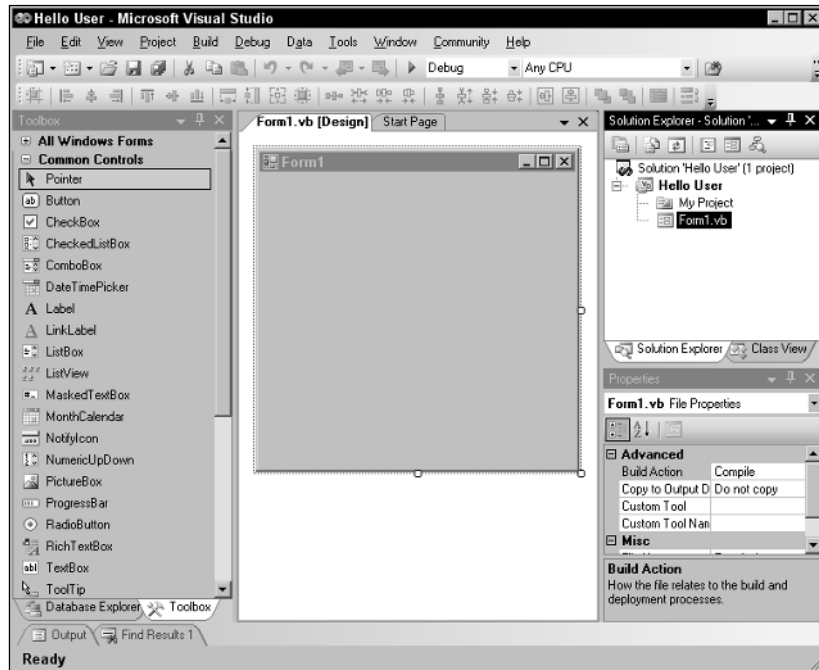 Hello User - Microsoft Visual Studio
File Edit View Project Build Debug Data Tools Window Community Help
Debug Any CPU
Toolbox
All Windows Forms
Common Controls
Pointer
Button
CheckBox
CheckedListBox
ComboBox
DateTimePicker
Label
LinkLabel
ListBox
ListView
MaskedTextBox
MonthCalendar
NotifyIcon
NumericUpDown
PictureBox
ProgressBar
RadioButton
RichTextBox
TextBox
ToolTip
Database Explorer Toolbox
Form1.vb [Design] Start Page
Form1
Solution Explorer - Solution '...
Solution 'Hello User' (1 project)
Hello User
My Project
Form1.vb
Solution Explorer Class View
Properties
Form1.vb File Properties
Advanced
Build Action Compile
Copy to Output D Do not copy
Custom Tool
Custom Tool Nan
Misc
Build Action
How the file relates to the build and
deployment processes.
Output Find Results 1
Ready